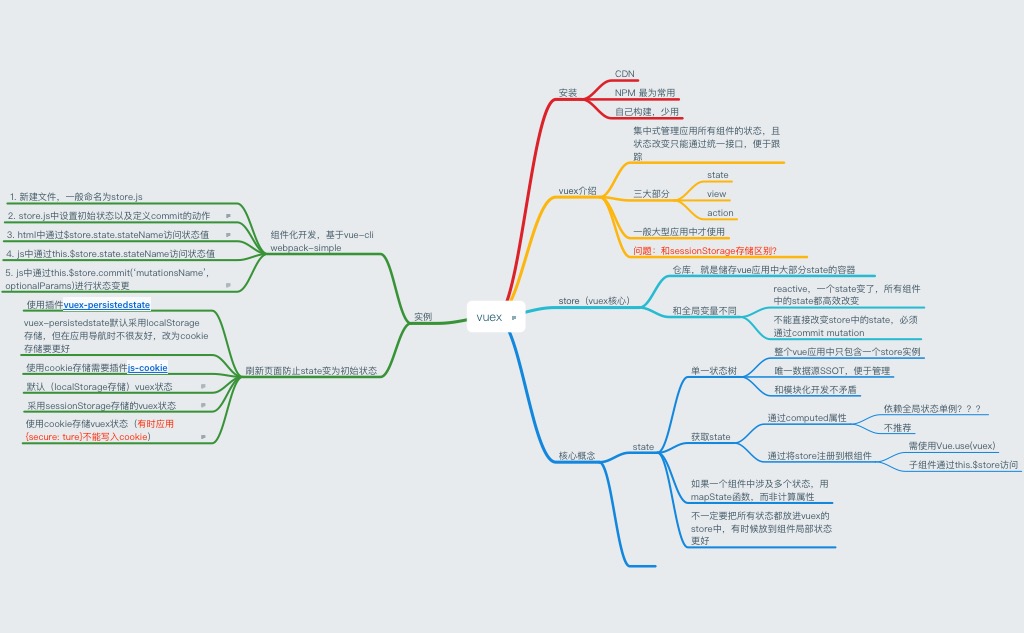 vuex
安装
CDN
NPM 最为常用
自己构建，少用
vuex介绍
集中式管理应用所有组件的状态，且
状态改变只能通过统一接口，便于跟
踪
三大部分
state
view
action
一般大型应用中才使用
问题：和sessionStorage存储区别？
store（vuex核心）
仓库，就是储存vue应用中大部分state的容器
和全局变量不同
reactive，一个state变了，所有组件
中的state都高效改变
不能直接改变store中的state，必须
通过commit mutation
核心概念
state
单一状态树
整个vue应用中只包含一个store实例
唯一数据源SSOT，便于管理
和模块化开发不矛盾
获取state
通过computed属性
依赖全局状态单例？？？
不推荐
通过将store注册到根组件
需使用Vue.use(vuex)
子组件通过this.$store访问
如果一个组件中涉及多个状态，用
mapState函数，而非计算属性
不一定要把所有状态都放进vuex的
store中，有时候放到组件局部状态
更好
实例
组件化开发，基于vue-cli
webpack-simple
1. 新建文件，一般命名为store.js
2. store.js中设置初始状态以及定义commit的动作
3. html中通过$store.state.stateName访问状态值
4. js中通过this.$store.state.stateName访问状态值
5. js中通过this.$store.commit('mutationsName',
optionalParams)进行状态变更
刷新页面防止state变为初始状态
使用插件vuex-persistedstate
vuex-persistedstate默认采用localStorage
存储，但在应用导航时不很友好，改为cookie
存储要更好
使用cookie存储需要插件js-cookie
默认（localStorage存储）vuex状态
采用sessionStorage存储的vuex状态
使用cookie存储vuex状态（有时应用
{secure: ture}不能写入cookie）